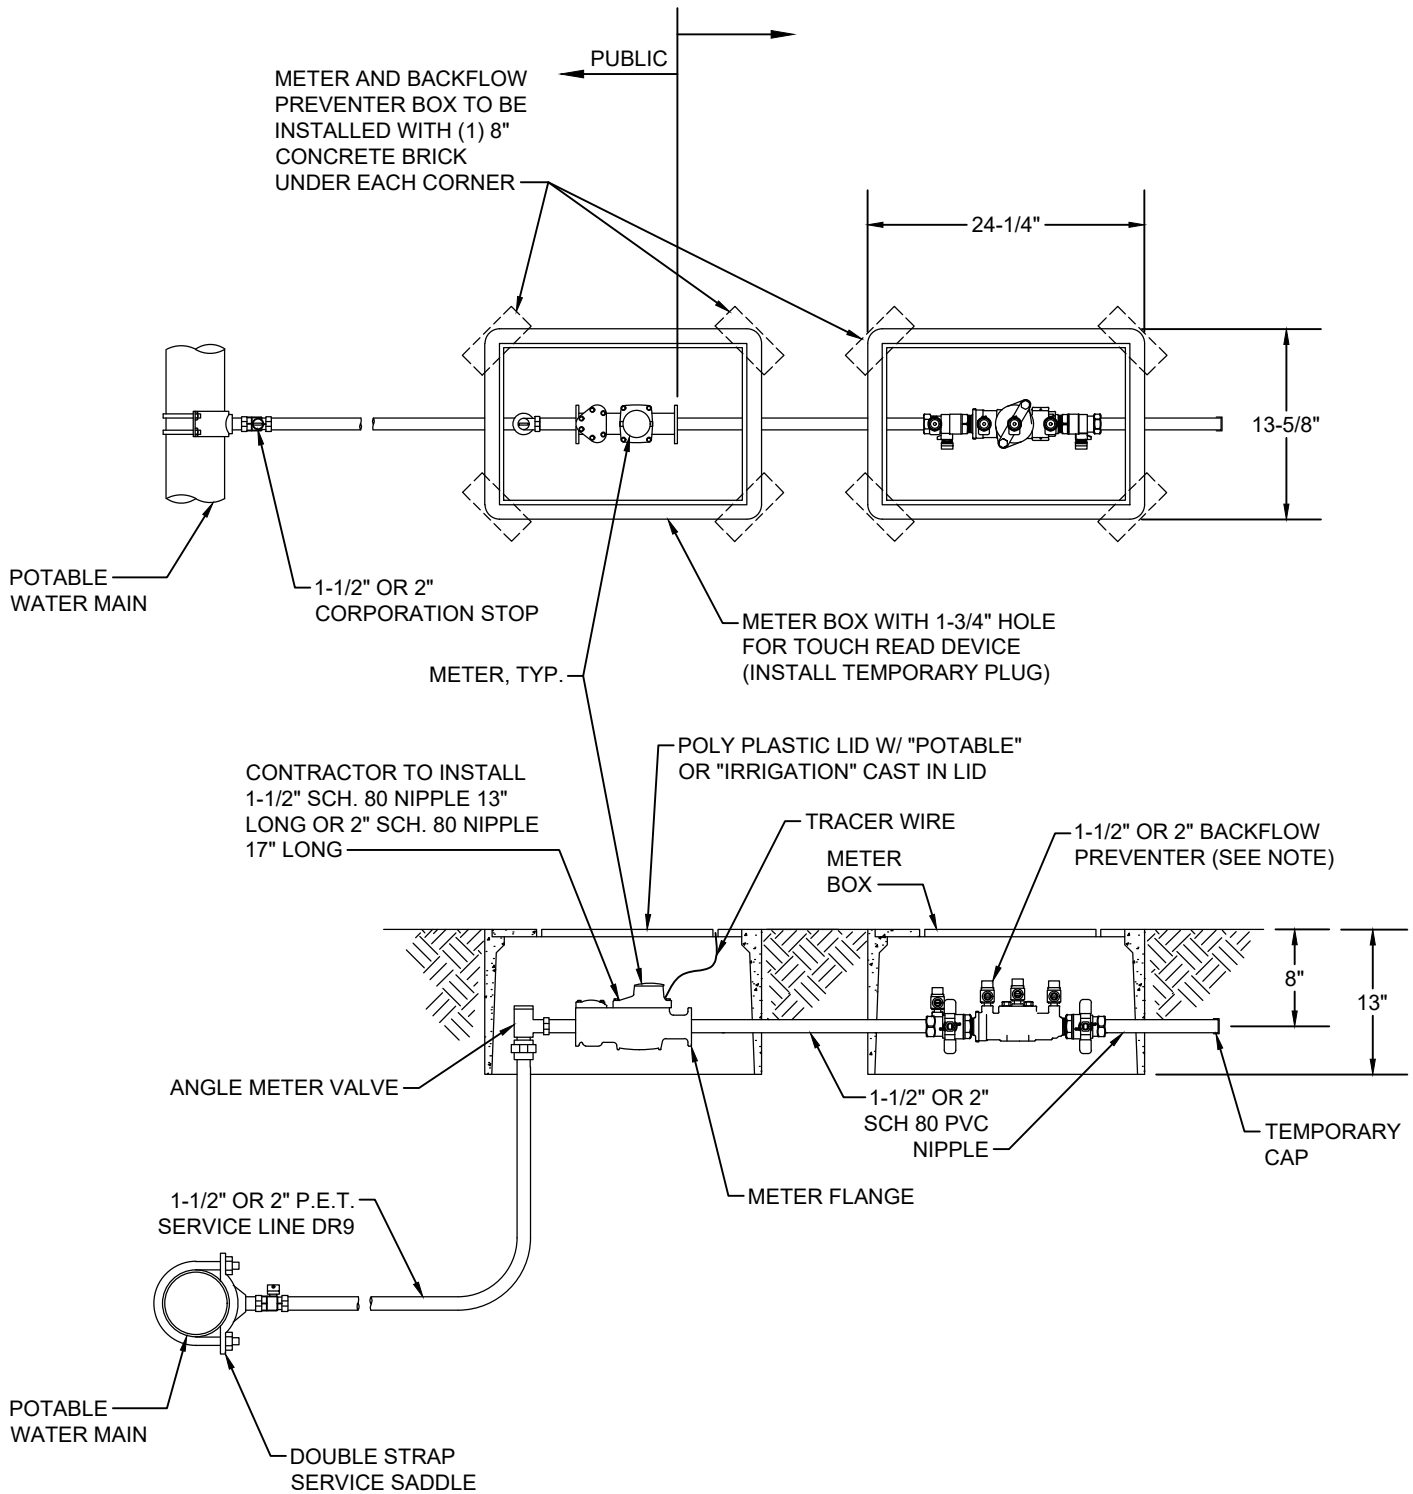 PUBLIC
METER AND BACKFLOW
PREVENTER BOX TO BE
INSTALLED WITH (1) 8"
CONCRETE BRICK
UNDER EACH CORNER
24-1/4"
13-5/8"
POTABLE
WATER MAIN
1-1/2" OR 2"
CORPORATION STOP
METER BOX WITH 1-3/4" HOLE
FOR TOUCH READ DEVICE
(INSTALL TEMPORARY PLUG)
METER, TYP.
POLY PLASTIC LID W/ "POTABLE"
OR "IRRIGATION" CAST IN LID
CONTRACTOR TO INSTALL
1-1/2" SCH. 80 NIPPLE 13"
LONG OR 2" SCH. 80 NIPPLE
17" LONG
TRACER WIRE
METER
BOX
1-1/2" OR 2" BACKFLOW
PREVENTER (SEE NOTE)
8"
13"
ANGLE METER VALVE
1-1/2" OR 2"
SCH 80 PVC
NIPPLE
TEMPORARY
CAP
METER FLANGE
1-1/2" OR 2" P.E.T.
SERVICE LINE DR9
POTABLE
WATER MAIN
DOUBLE STRAP
SERVICE SADDLE